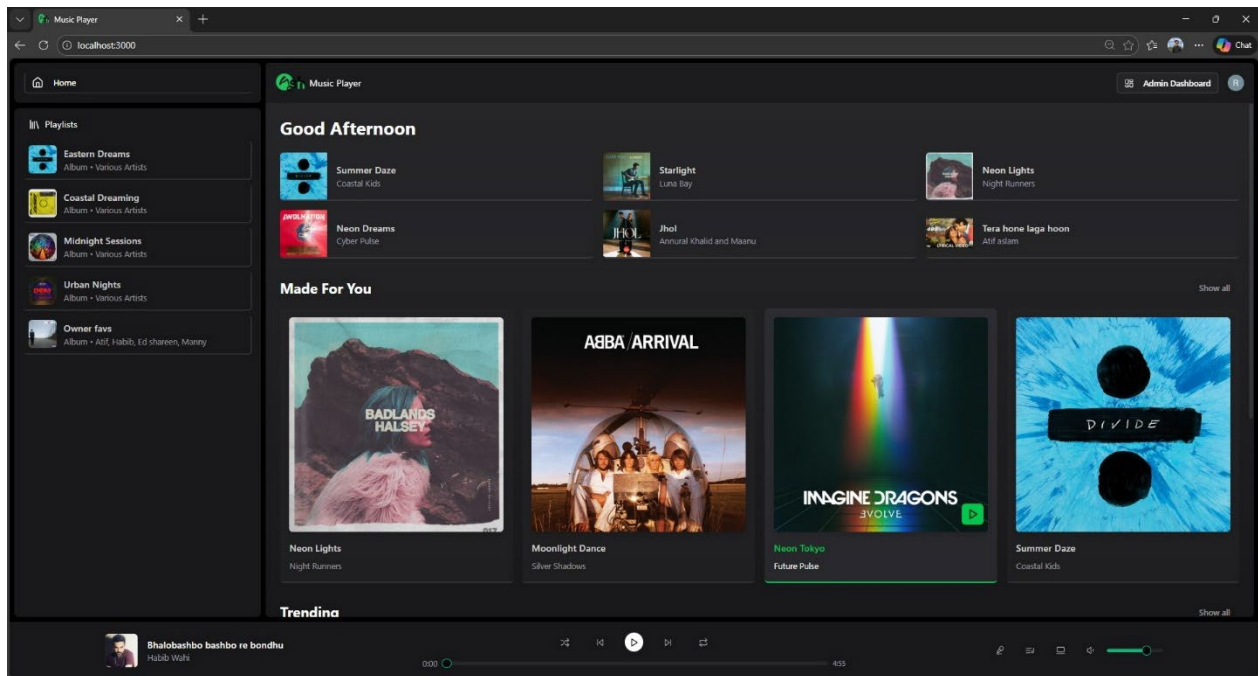 Music Player
localhost:3000
Chat
Home
Music Player
Admin Dashboard
R
Playlists
Eastern Dreams
Album • Various Artists
Coastal Dreaming
Album • Various Artists
Midnight Sessions
Album • Various Artists
Urban Nights
Album • Various Artists
Owner favs
Album • Atif, Habib, Ed shareen, Manny
Good Afternoon
Summer Daze
Coastal Kids
Starlight
Luna Bay
Neon Lights
Night Runners
AWOLNATION
Neon Dreams
Cyber Pulse
JHOL
Jhol
Annural Khalid and Maanu
LYRICAL VIDEO
Tera hone laga hoon
Atif aslam
Made For You
Show all
BADLANDS
HALSEY
Neon Lights
Night Runners
ABBA/ARRIVAL
Moonlight Dance
Silver Shadows
IMAGINE DRAGONS
EVOLVE
Neon Tokyo
Future Pulse
DIVIDE
Summer Daze
Coastal Kids
Trending
Show all
Bhalobashbo bashbo re bondhu
Habib Wahi
0:00
4:55